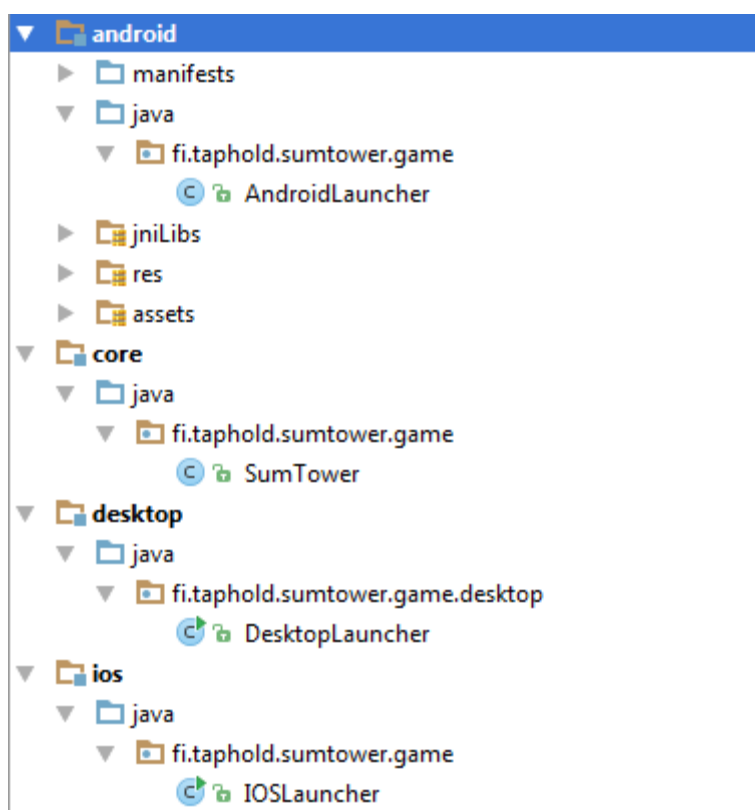 android
manifests
java
fi.taphold.sumtower.game
AndroidLauncher
jniLibs
res
assets
core
java
fi.taphold.sumtower.game
SumTower
desktop
java
fi.taphold.sumtower.game.desktop
DesktopLauncher
ios
java
fi.taphold.sumtower.game
IOSLauncher